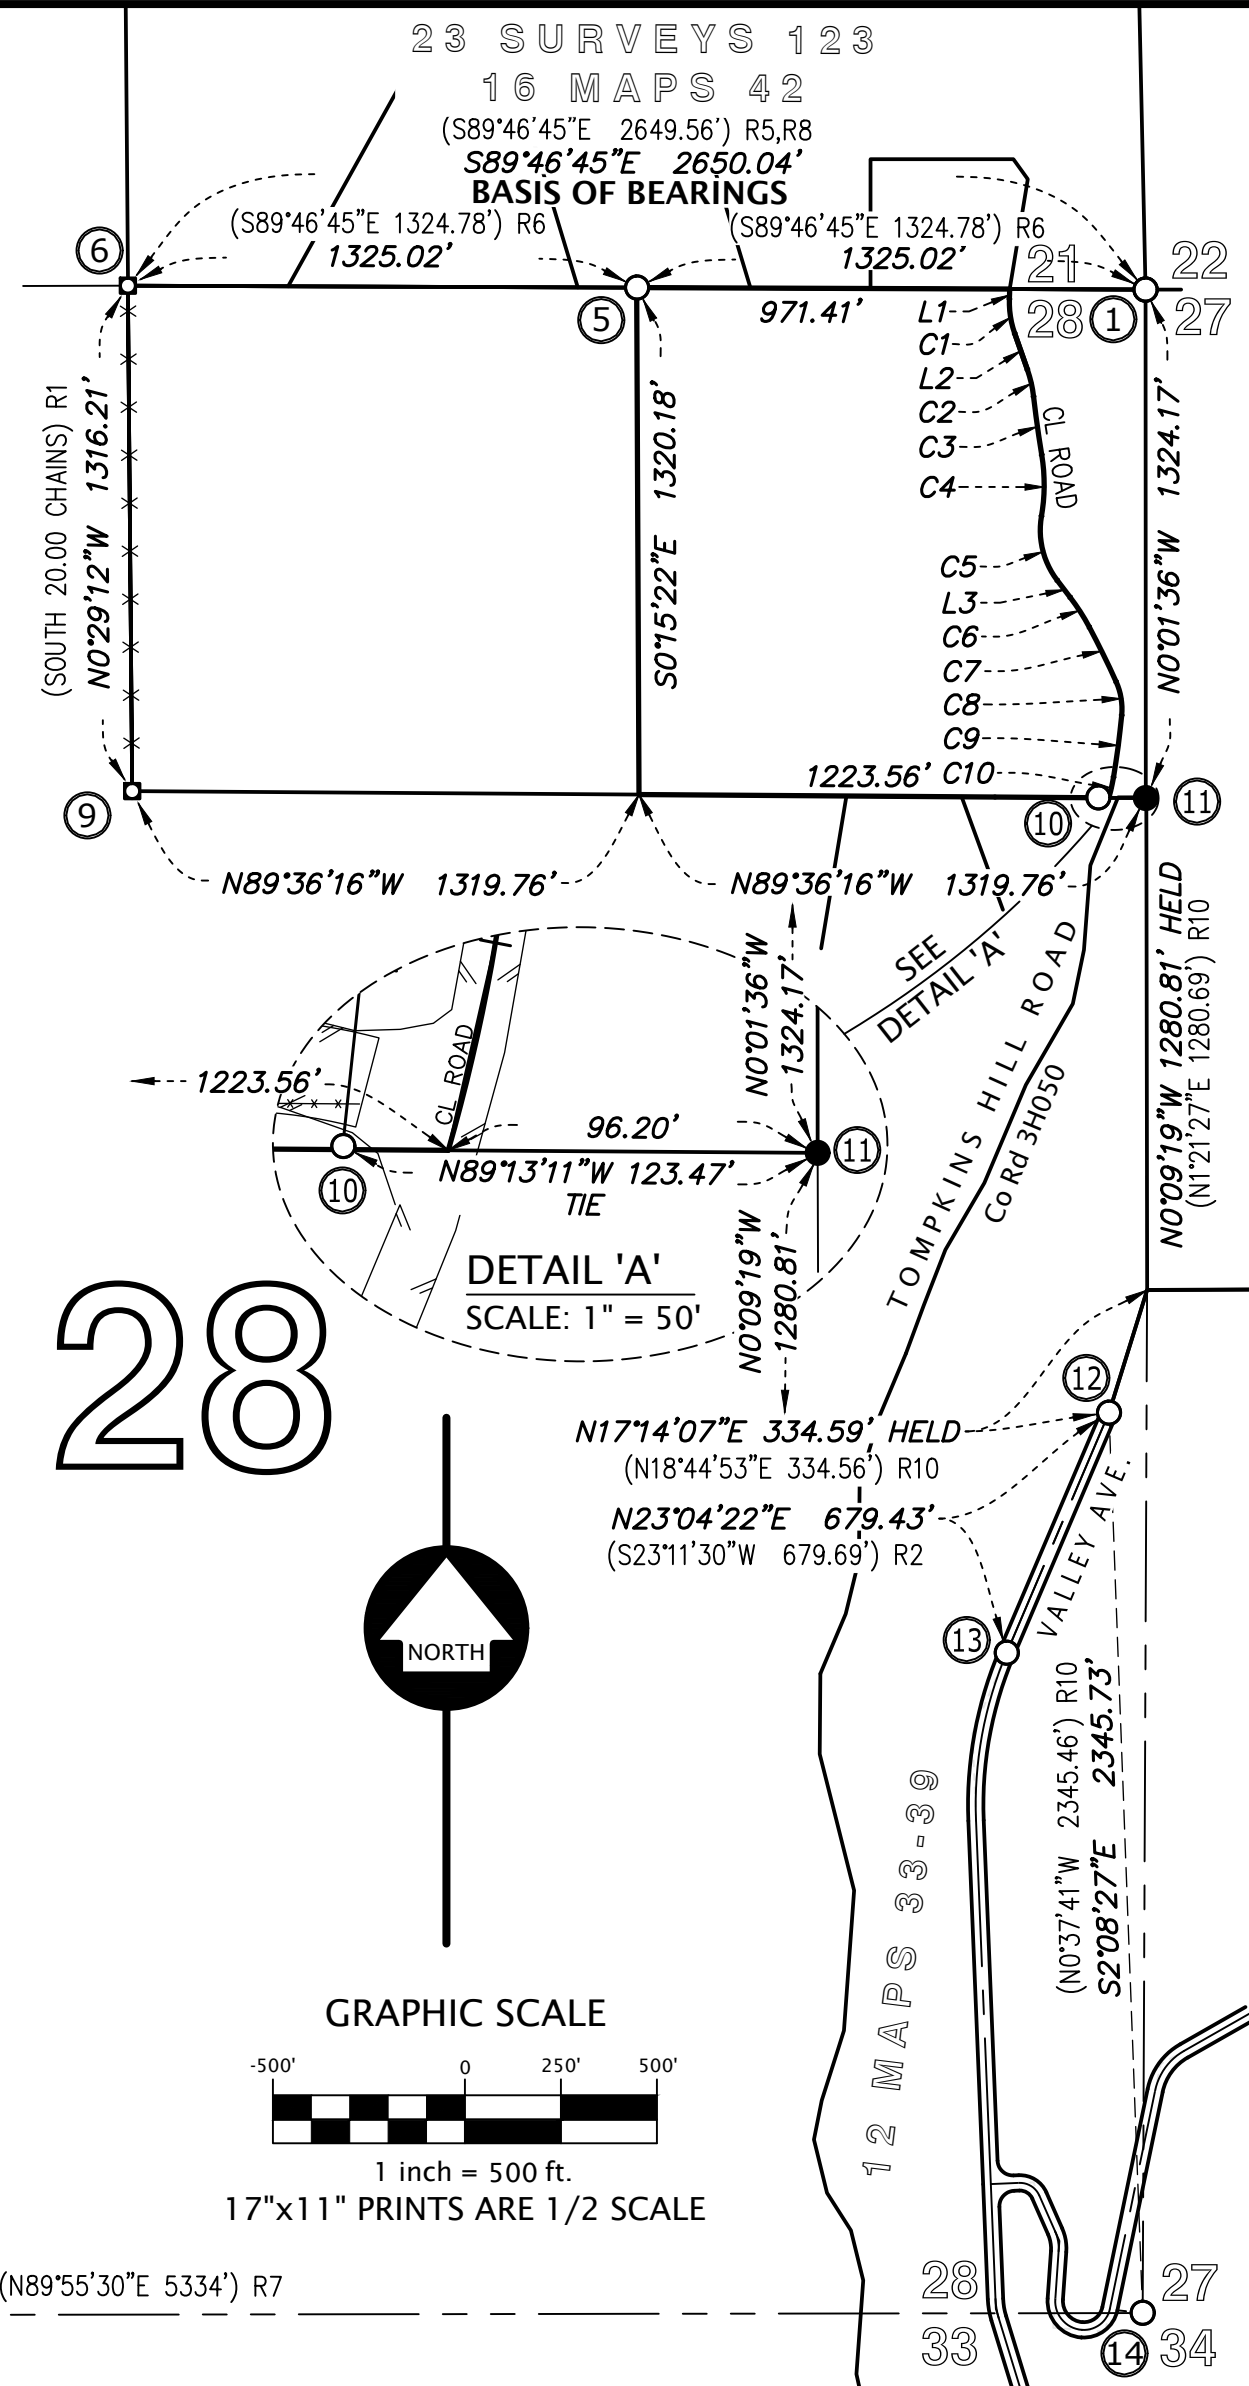 23 SURVEYS 123
16 MAPS 42
(S89°46'45"E 2649.56') R5,R8
S89°46'45"E 2650.04'
BASIS OF BEARINGS
(S89°46'45"E 1324.78') R6
(S89°46'45"E 1324.78') R6
1325.02'
1325.02'
6
21
22
5
971.41'
28
1
27
L1
C1
L2
C2
C3
C4
C5
L3
C6
C7
C8
C9
C10
CL ROAD
(SOUTH 20.00 CHAINS) R1
N0°29'12"W 1316.21'
S0°15'22"E 1320.18'
N0°01'36"W 1324.17'
1223.56'
9
10
11
N89°36'16"W 1319.76'
N89°36'16"W 1319.76'
SEE
DETAIL 'A'
N0°01'36"W
1324.17'
N0°09'19"W 1280.81' HELD
(N1°21'27"E 1280.69') R10
TOMPKINS HILL ROAD
Co Rd 3H050
CL ROAD
1223.56'
96.20'
11
10
N89°13'11"W 123.47'
TIE
N0°09'19"W
1280.81'
DETAIL 'A'
SCALE: 1" = 50'
28
12
N17°14'07"E 334.59' HELD
(N18°44'53"E 334.56') R10
N23°04'22"E 679.43'
(S23°11'30"W 679.69') R2
VALLEY AVE.
13
NORTH
(N0°37'41"W 2345.46') R10
S2°08'27"E 2345.73'
12 MAPS 33-39
GRAPHIC SCALE
-500' 0 250' 500'
1 inch = 500 ft.
17"x11" PRINTS ARE 1/2 SCALE
(N89°55'30"E 5334') R7
28
27
33
14
34